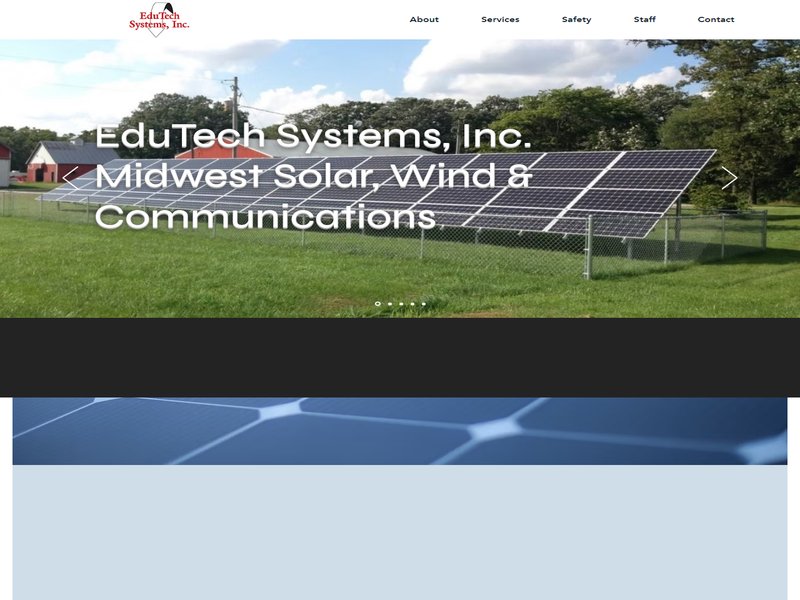 EduTech
Systems, Inc.
About
Services
Safety
Staff
Contact
EduTech Systems, Inc.
Midwest Solar, Wind &
Communications